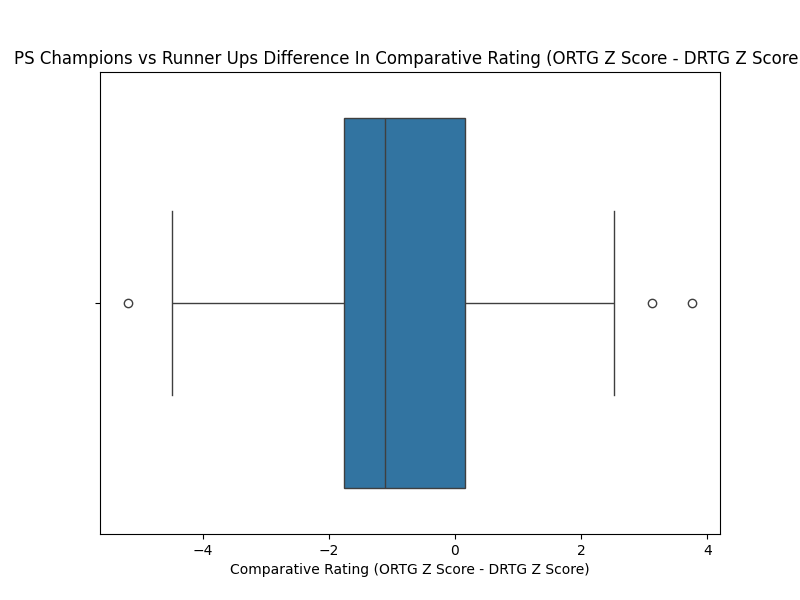 PS Champions vs Runner Ups Difference In Comparative Rating (ORTG Z Score - DRTG Z Score
−4
−2
0
2
4
Comparative Rating (ORTG Z Score - DRTG Z Score)